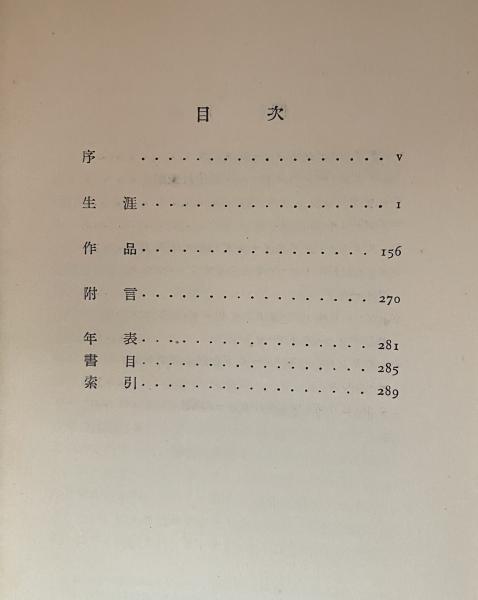 目次
序 . . . . . . . . . . . . . . . . . . . v
生涯 . . . . . . . . . . . . . . . . . . 1
作品 . . . . . . . . . . . . . . . . . 156
附言 . . . . . . . . . . . . . . . . . 270
年表 . . . . . . . . . . . . . . . . . 281
書目 . . . . . . . . . . . . . . . . . 285
索引 . . . . . . . . . . . . . . . . . 289